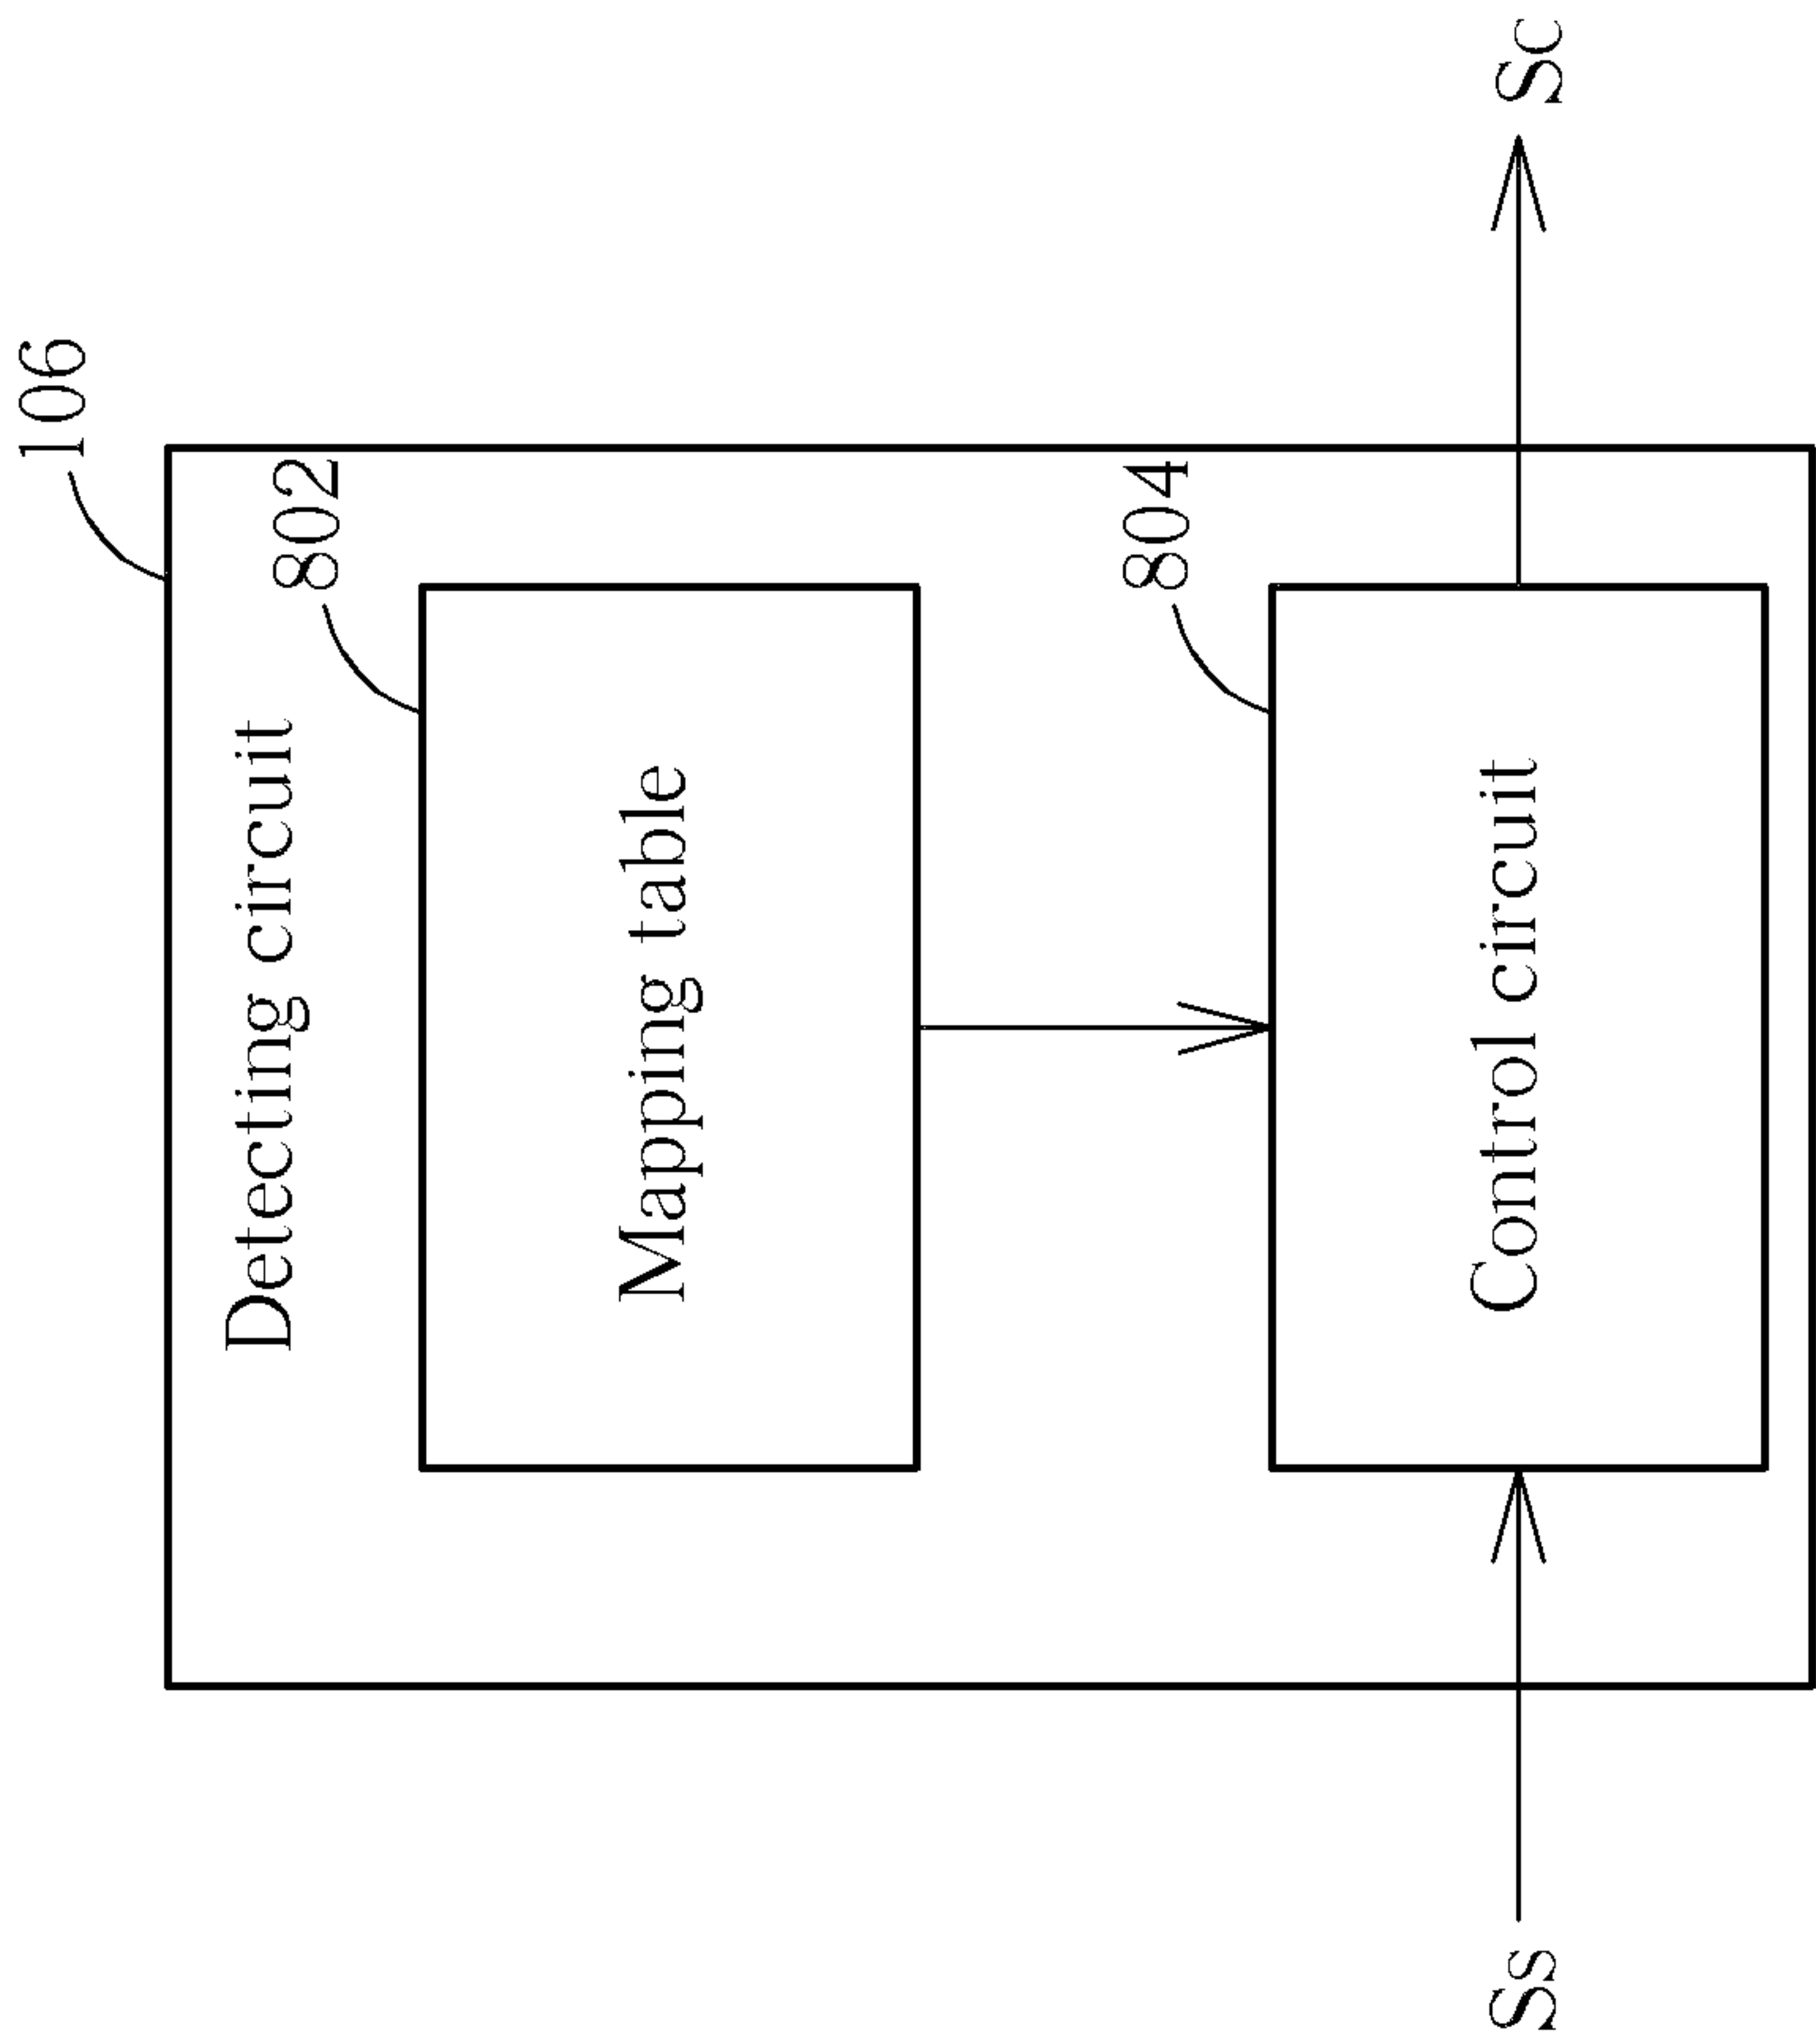 106
Detecting circuit
802
Mapping table
804
Control circuit
Ss
Sc